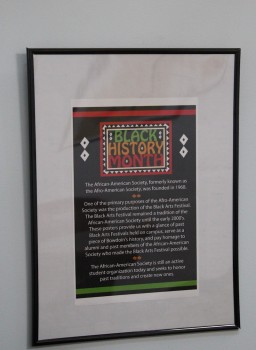 BLACK
HISTORY
MONTH
The African-American Society, formerly known as
the Afro-American Society, was founded in 1968.
One of the primary purposes of the Afro-American
Society was the production of the Black Arts Festival.
The Black Arts Festival remained a tradition of the
African-American Society until the early 2000's.
These posters provide us with a glance of past
Black Arts Festivals held on campus, serve as a
piece of Bowdoin's history, and pay homage to
alumni and past members of the African-American
Society who made the Black Arts Festival possible.
The African-American Society is still an active
student organization today and seeks to honor
past traditions and create new ones.